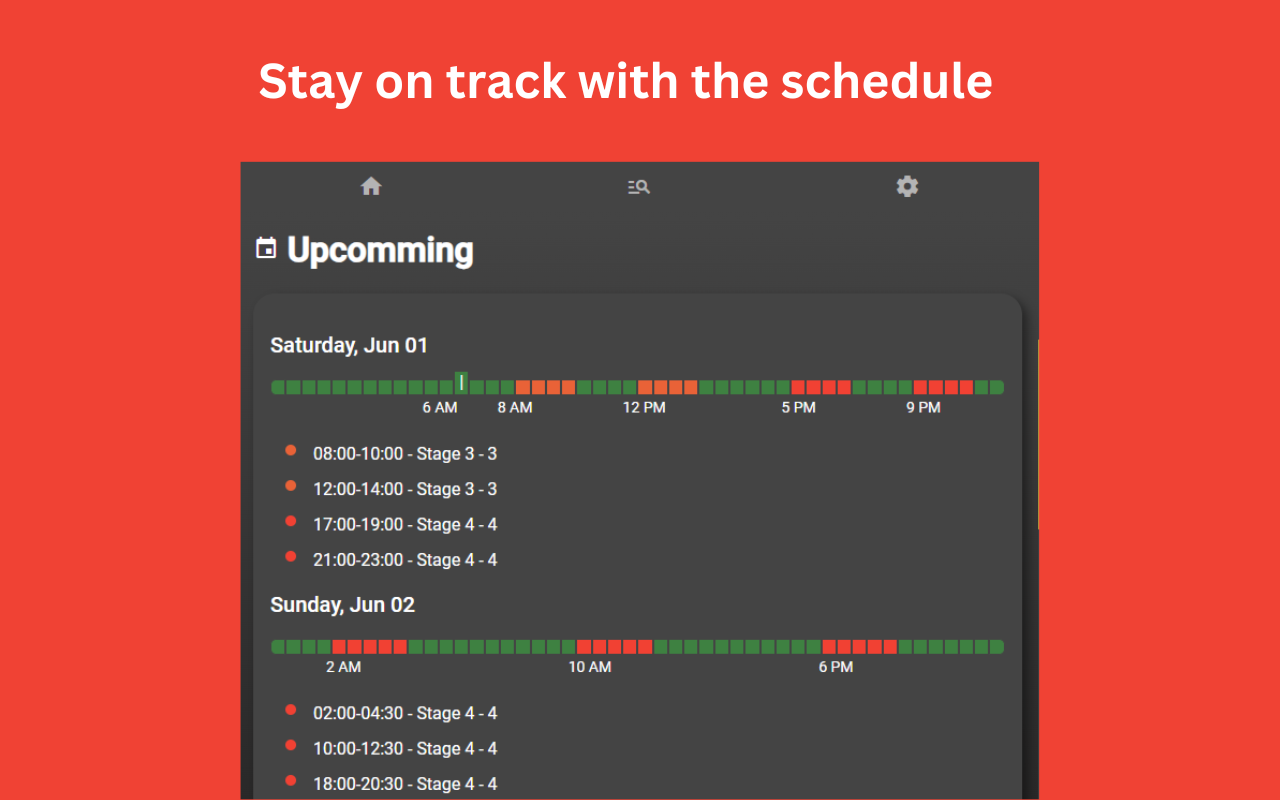 Stay on track with the schedule
Upcomming
Saturday, Jun 01
6 AM 8 AM 12 PM 5 PM 9 PM
08:00-10:00 - Stage 3 - 3
12:00-14:00 - Stage 3 - 3
17:00-19:00 - Stage 4 - 4
21:00-23:00 - Stage 4 - 4
Sunday, Jun 02
2 AM 10 AM 6 PM
02:00-04:30 - Stage 4 - 4
10:00-12:30 - Stage 4 - 4
18:00-20:30 - Stage 4 - 4